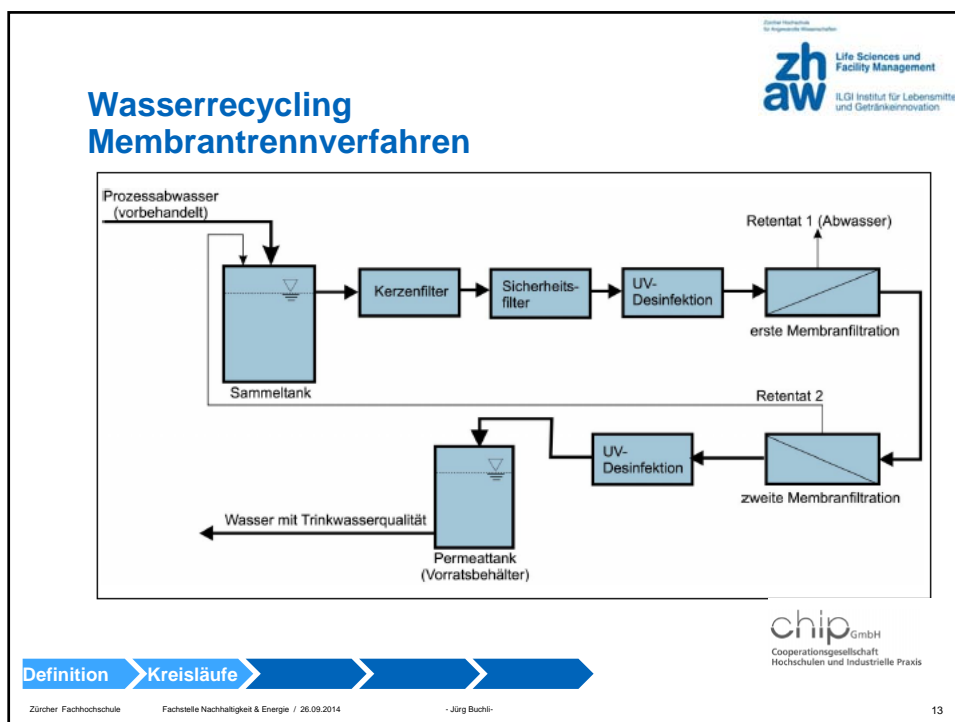 Zürcher Hochschule
für Angewandte Wissenschaften
zh
aw
Life Sciences und
Facility Management
ILGI Institut für Lebensmitte
und Getränkeinnovation
Wasserrecycling
Membrantrennverfahren
Prozessabwasser
(vorbehandelt)
Retentat 1 (Abwasser)
Kerzenfilter
Sicherheits-
filter
UV-
Desinfektion
erste Membranfiltration
Sammeltank
Retentat 2
UV-
Desinfektion
zweite Membranfiltration
Wasser mit Trinkwasserqualität
Permeattank
(Vorratsbehälter)
chip GmbH
Cooperationsgesellschaft
Hochschulen und Industrielle Praxis
Definition Kreisläufe
Zürcher Fachhochschule Fachstelle Nachhaltigkeit & Energie / 26.09.2014 - Jürg Buchli- 13